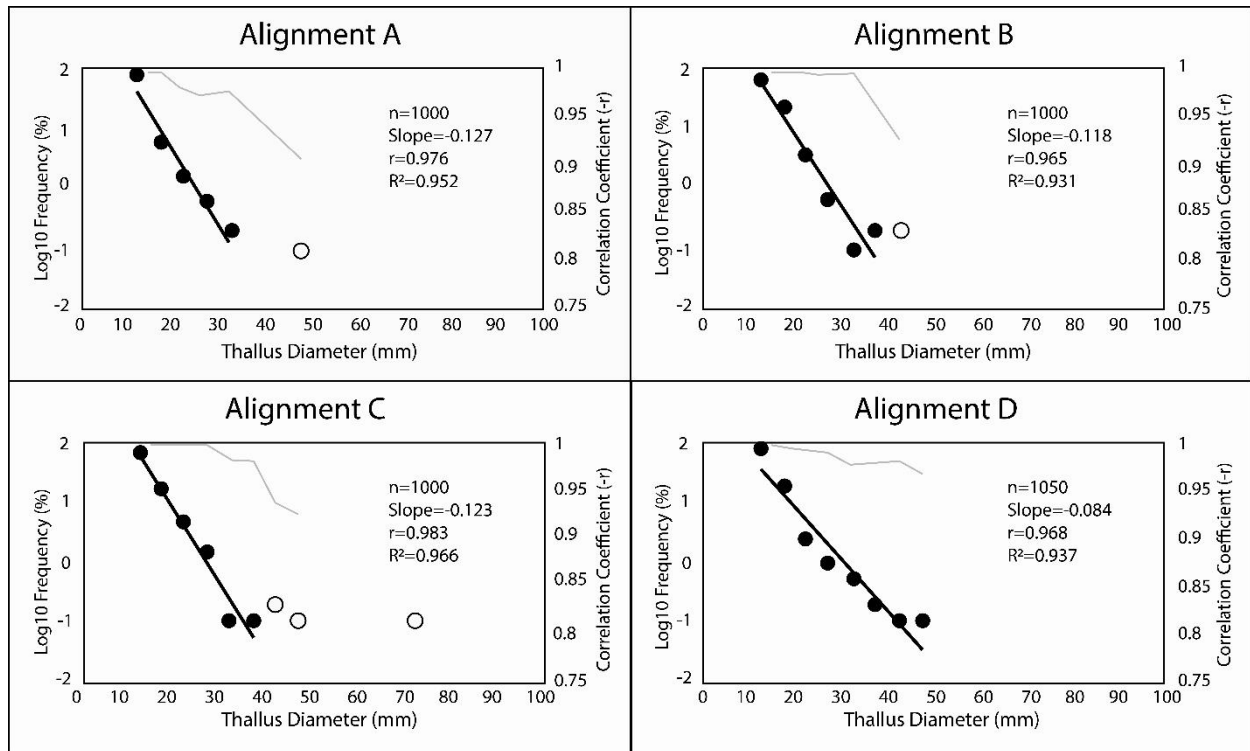 Alignment A
2
1
0
-1
-2
Log10 Frequency (%)
n=1000
Slope=-0.127
r=0.976
R²=0.952
1
0.95
0.9
0.85
0.8
0.75
Correlation Coefficient (-r)
0 10 20 30 40 50 60 70 80 90 100
Thallus Diameter (mm)
Alignment B
2
1
0
-1
-2
Log10 Frequency (%)
n=1000
Slope=-0.118
r=0.965
R²=0.931
1
0.95
0.9
0.85
0.8
0.75
Correlation Coefficient (-r)
0 10 20 30 40 50 60 70 80 90 100
Thallus Diameter (mm)
Alignment C
2
1
0
-1
-2
Log10 Frequency (%)
n=1000
Slope=-0.123
r=0.983
R²=0.966
1
0.95
0.9
0.85
0.8
0.75
Correlation Coefficient (-r)
0 10 20 30 40 50 60 70 80 90 100
Thallus Diameter (mm)
Alignment D
2
1
0
-1
-2
Log10 Frequency (%)
n=1050
Slope=-0.084
r=0.968
R²=0.937
1
0.95
0.9
0.85
0.8
0.75
Correlation Coefficient (-r)
0 10 20 30 40 50 60 70 80 90 100
Thallus Diameter (mm)